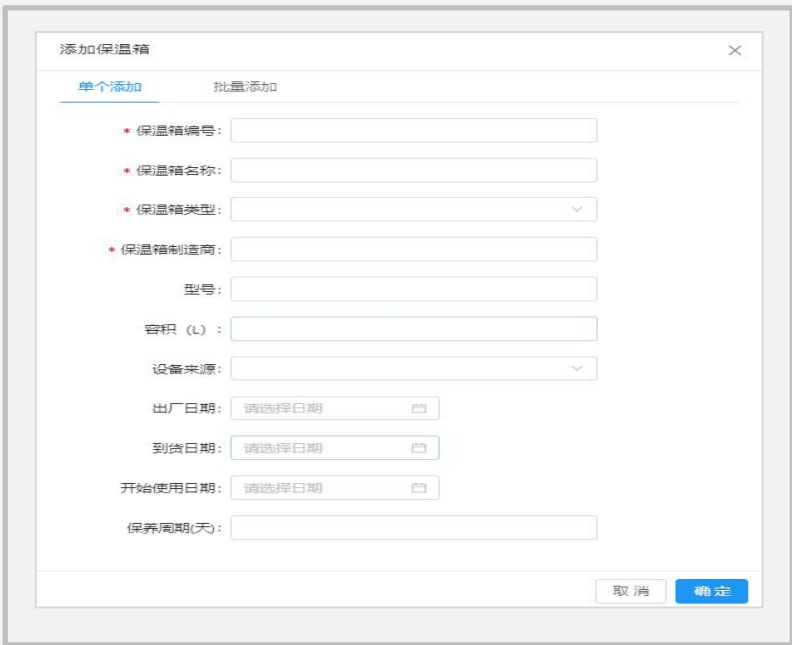 添加保温箱
单个添加 批量添加
* 保温箱编号:
* 保温箱名称:
* 保温箱类型:
* 保温箱制造商:
型号:
容积 (L) :
设备来源:
出厂日期: 请选择日期
到货日期: 请选择日期
开始使用日期: 请选择日期
保养周期(天):
取消 确定